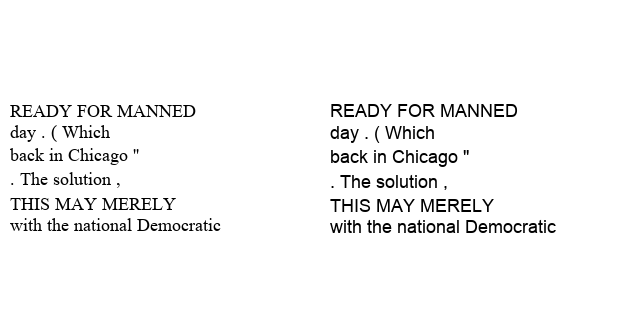 READY FOR MANNED
day . ( Which
back in Chicago "
. The solution ,
THIS MAY MERELY
with the national Democratic
READY FOR MANNED
day . ( Which
back in Chicago "
. The solution ,
THIS MAY MERELY
with the national Democratic